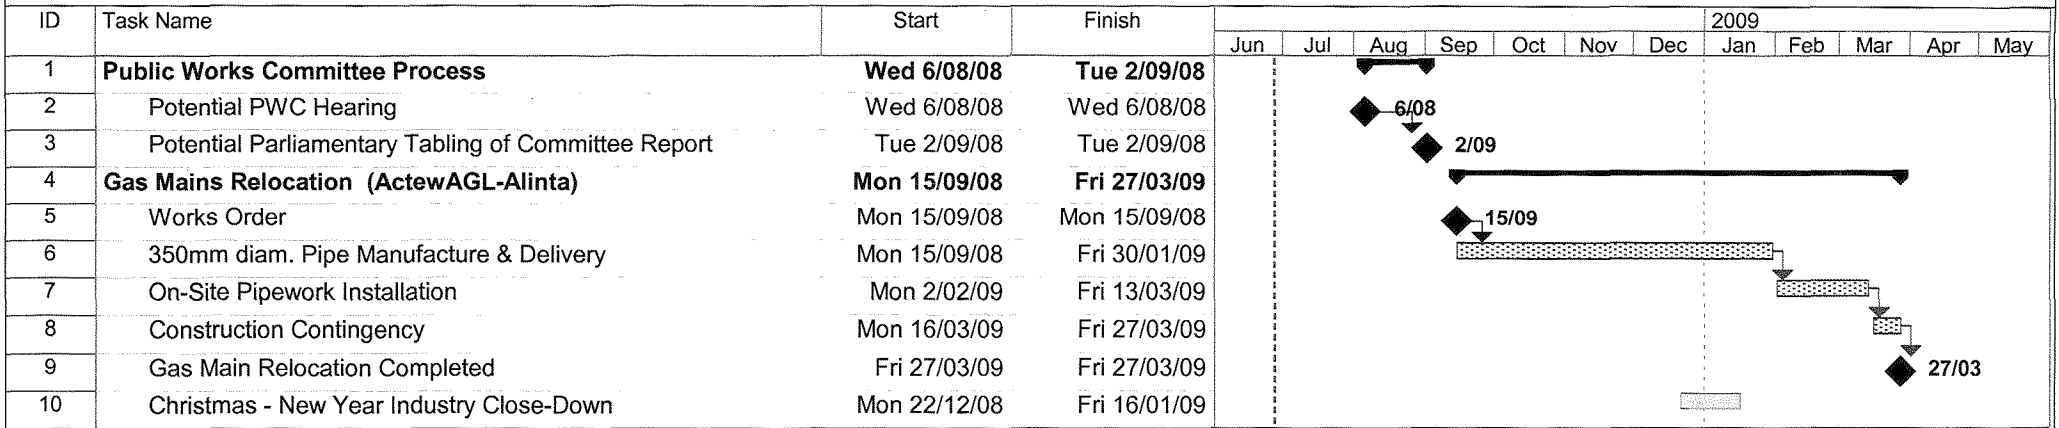 ID Task Name Start Finish 2009
Jun Jul Aug Sep Oct Nov Dec Jan Feb Mar Apr May
1 Public Works Committee Process Wed 6/08/08 Tue 2/09/08
2 Potential PWC Hearing Wed 6/08/08 Wed 6/08/08 6/08
3 Potential Parliamentary Tabling of Committee Report Tue 2/09/08 Tue 2/09/08 2/09
4 Gas Mains Relocation (ActewAGL-Alinta) Mon 15/09/08 Fri 27/03/09
5 Works Order Mon 15/09/08 Mon 15/09/08 15/09
6 350mm diam. Pipe Manufacture & Delivery Mon 15/09/08 Fri 30/01/09
7 On-Site Pipework Installation Mon 2/02/09 Fri 13/03/09
8 Construction Contingency Mon 16/03/09 Fri 27/03/09
9 Gas Main Relocation Completed Fri 27/03/09 Fri 27/03/09 27/03
10 Christmas - New Year Industry Close-Down Mon 22/12/08 Fri 16/01/09